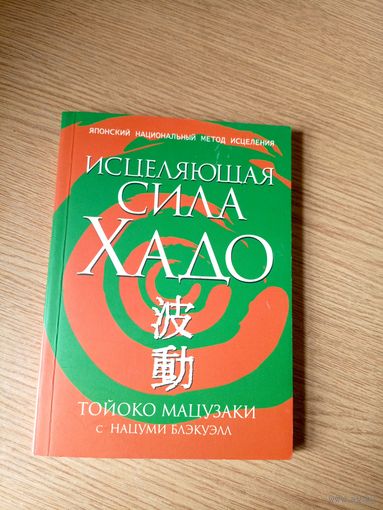 ЯПОНСКИЙ НАЦИОНАЛЬНЫЙ МЕТОД ИСЦЕЛЕНИЯ
ИСЦЕЛЯЮЩАЯ
СИЛА
ХАДО
波
動
ТОЙОКО МАЦУЗАКИ
С НАЦУМИ БЛЭКУЭЛЛ